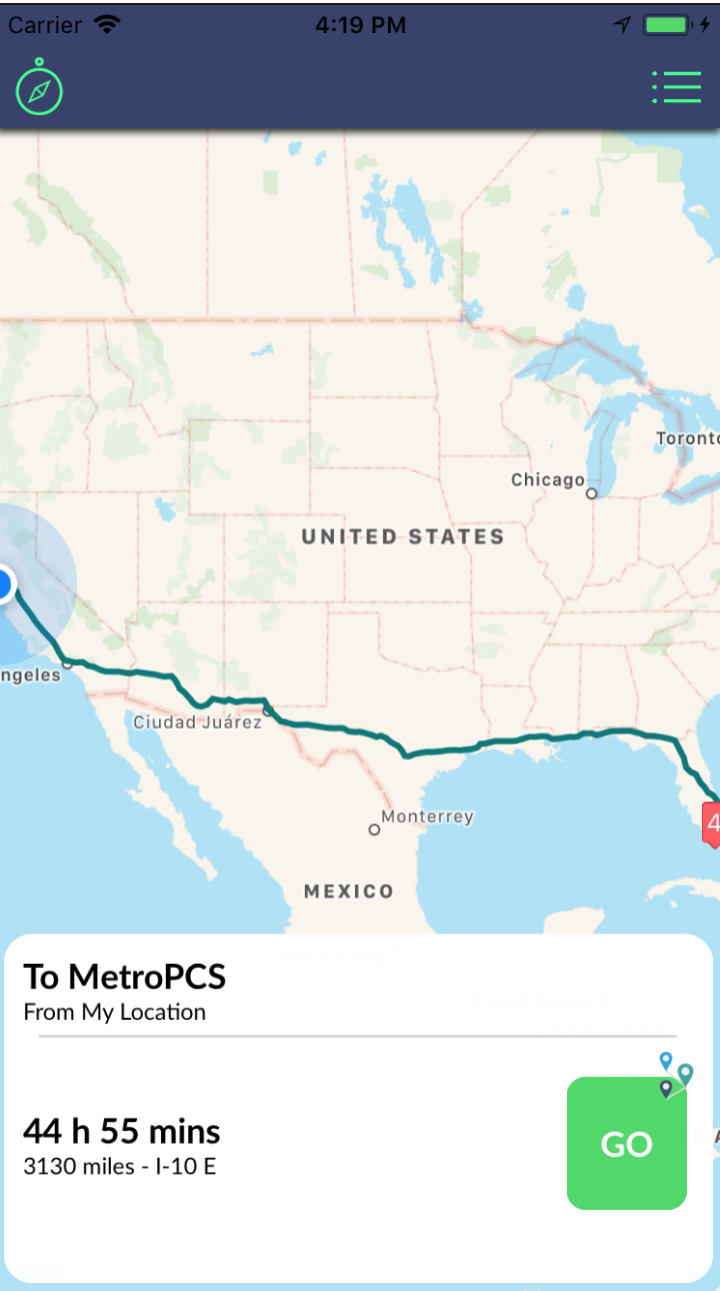 Carrier 4:19 PM
Toronto
Chicago
UNITED STATES
ngeles
Ciudad Juárez
4
Monterrey
MEXICO
To MetroPCS
From My Location
44 h 55 mins
3130 miles - I-10 E
GO